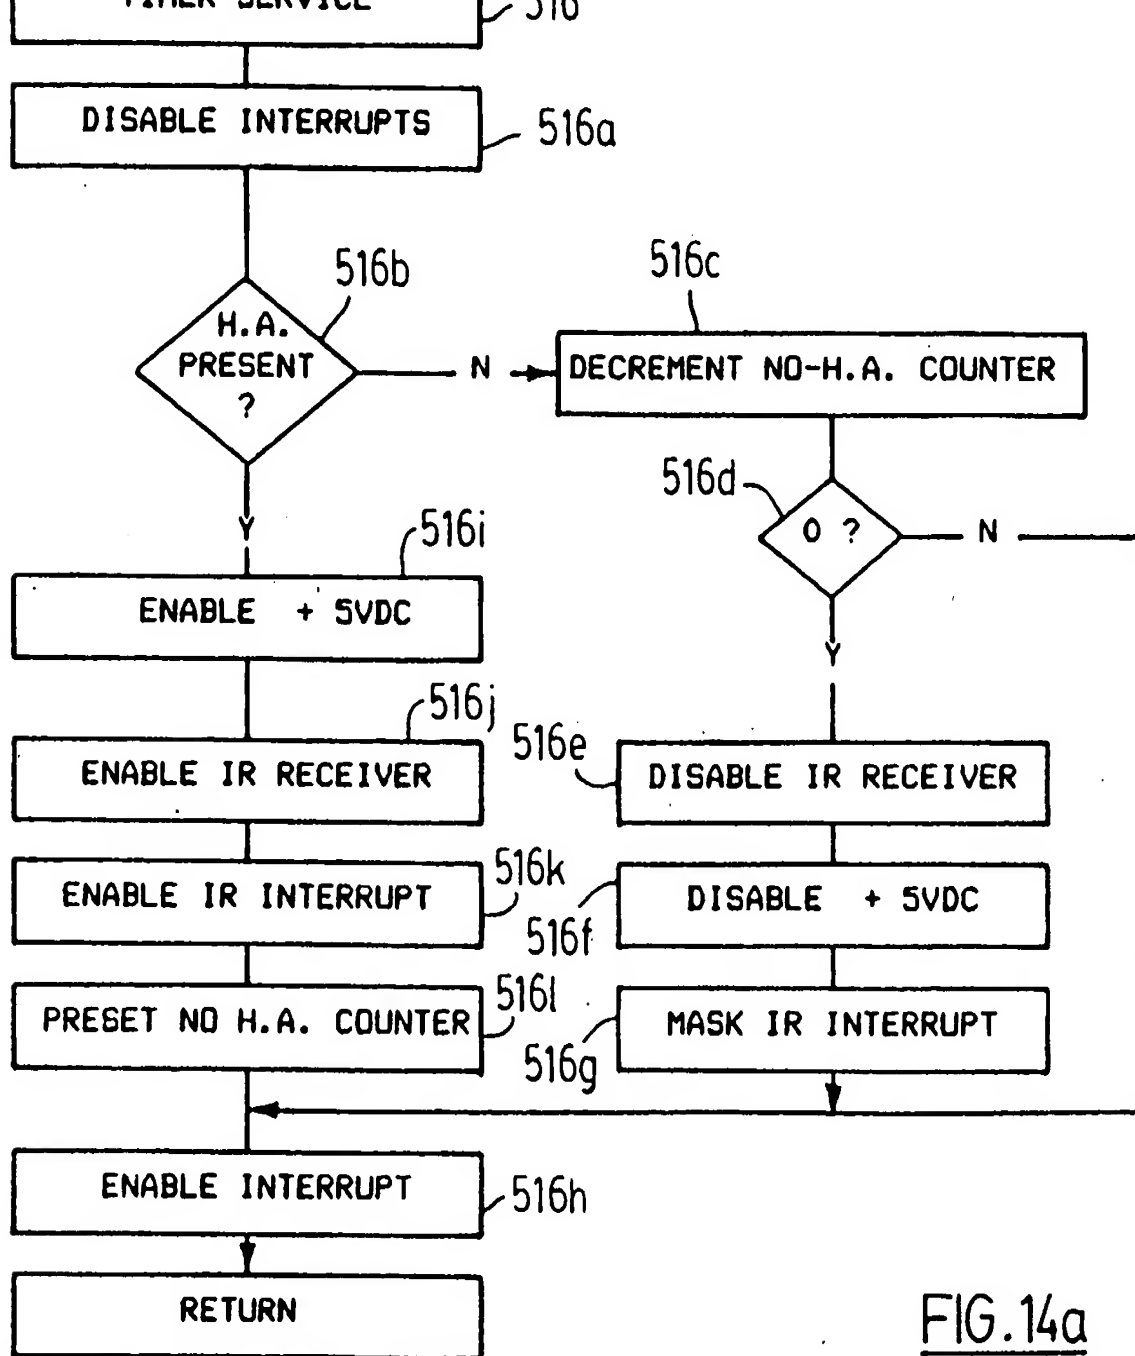 TIMER SERVICE
516
DISABLE INTERRUPTS
516a
516b
H.A.
PRESENT
?
N
516c
DECREMENT NO-H.A. COUNTER
516d
0 ?
N
Y
516i
ENABLE + 5VDC
Y
516j
ENABLE IR RECEIVER
516e
DISABLE IR RECEIVER
516k
ENABLE IR INTERRUPT
516f
DISABLE + 5VDC
516l
PRESET NO H.A. COUNTER
516g
MASK IR INTERRUPT
ENABLE INTERRUPT
516h
RETURN
FIG.14a